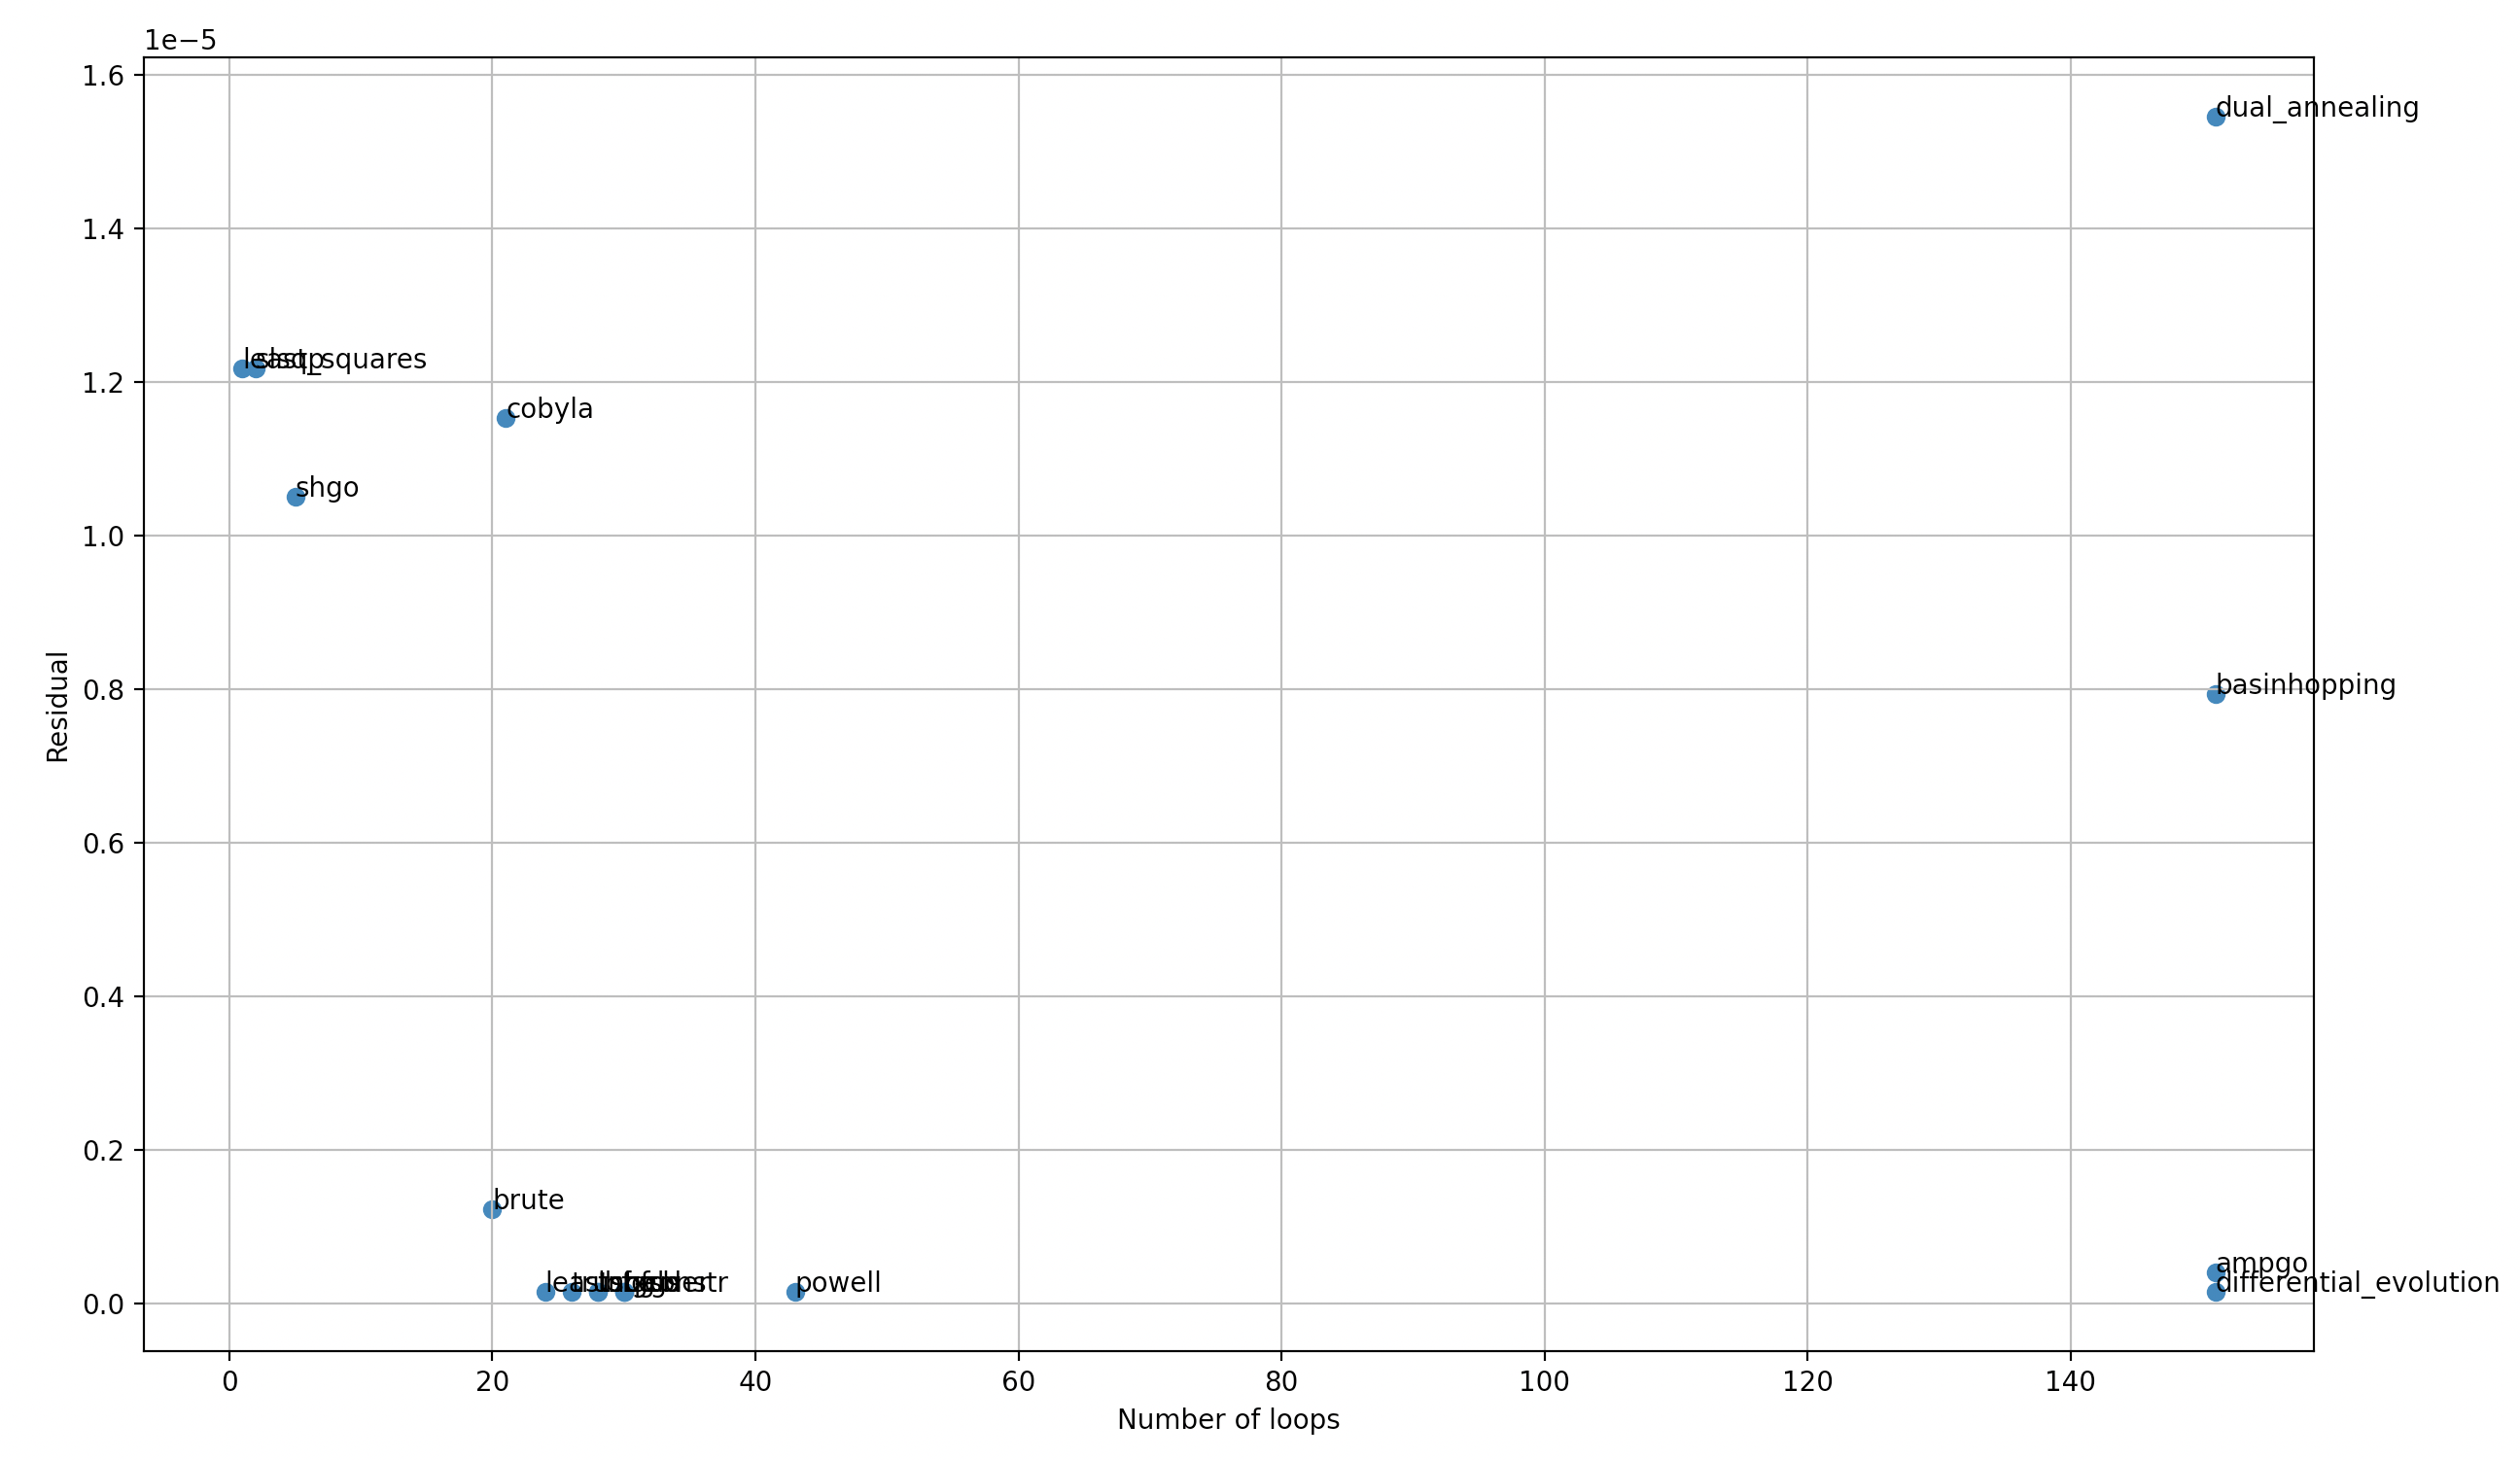 1e−5
1.6
dual_annealing
1.4
least_squares
slsqp
1.2
cobyla
shgo
1.0
Residual
0.8
basinhopping
0.6
0.4
0.2
brute
ampgo
powell
differential_evolution
0.0
0 20 40 60 80 100 120 140
Number of loops